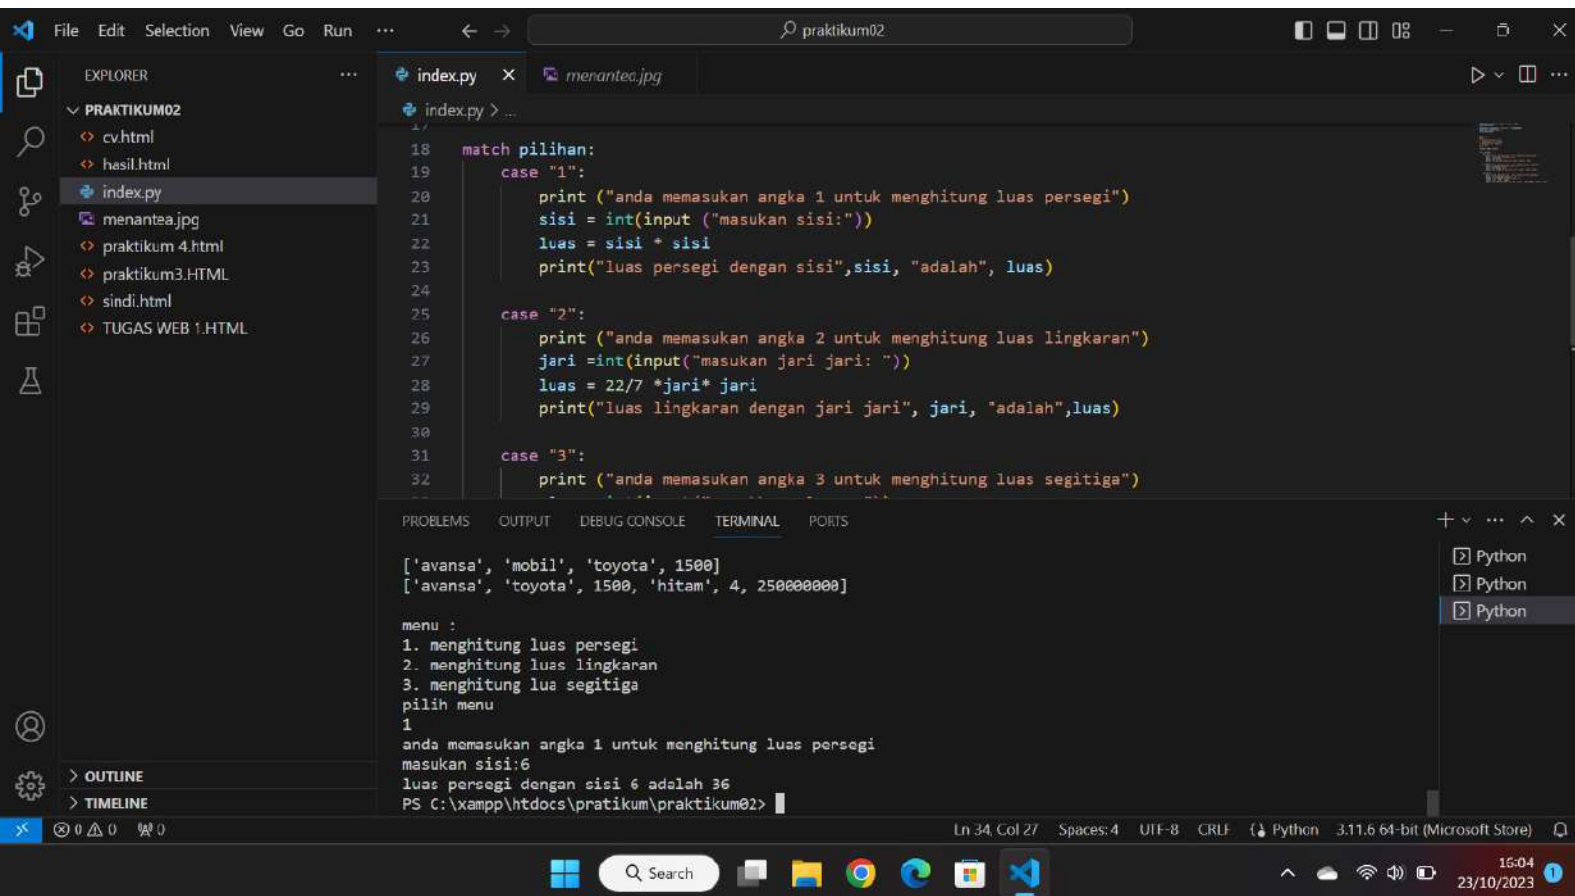 File Edit Selection View Go Run ... praktikum02
EXPLORER
PRAKTIKUM02
cv.html
hasil.html
index.py
menantea.jpg
praktikum 4.html
praktikum3.HTML
sindi.html
TUGAS WEB 1.HTML
OUTLINE
TIMELINE
index.py menantea.jpg
index.py > ...
17
18 match pilihan:
19 case "1":
20 print ("anda memasukan angka 1 untuk menghitung luas persegi")
21 sisi = int(input ("masukan sisi:"))
22 luas = sisi * sisi
23 print("luas persegi dengan sisi",sisi, "adalah", luas)
24
25 case "2":
26 print ("anda memasukan angka 2 untuk menghitung luas lingkaran")
27 jari =int(input("masukan jari jari: "))
28 luas = 22/7 *jari* jari
29 print("luas lingkaran dengan jari jari", jari, "adalah",luas)
30
31 case "3":
32 print ("anda memasukan angka 3 untuk menghitung luas segitiga")
PROBLEMS OUTPUT DEBUG CONSOLE TERMINAL PORTS
['avansa', 'mobil', 'toyota', 1500]
['avansa', 'toyota', 1500, 'hitam', 4, 250000000]
menu :
1. menghitung luas persegi
2. menghitung luas lingkaran
3. menghitung lua segitiga
pilih menu
1
anda memasukan angka 1 untuk menghitung luas persegi
masukan sisi:6
luas persegi dengan sisi 6 adalah 36
PS C:\xampp\htdocs\pratikum\praktikum02>
Python
Python
Python
0 0 0 Ln 34, Col 27 Spaces: 4 UTF-8 CRLF Python 3.11.6 64-bit (Microsoft Store)
Search
16:04
23/10/2023
1